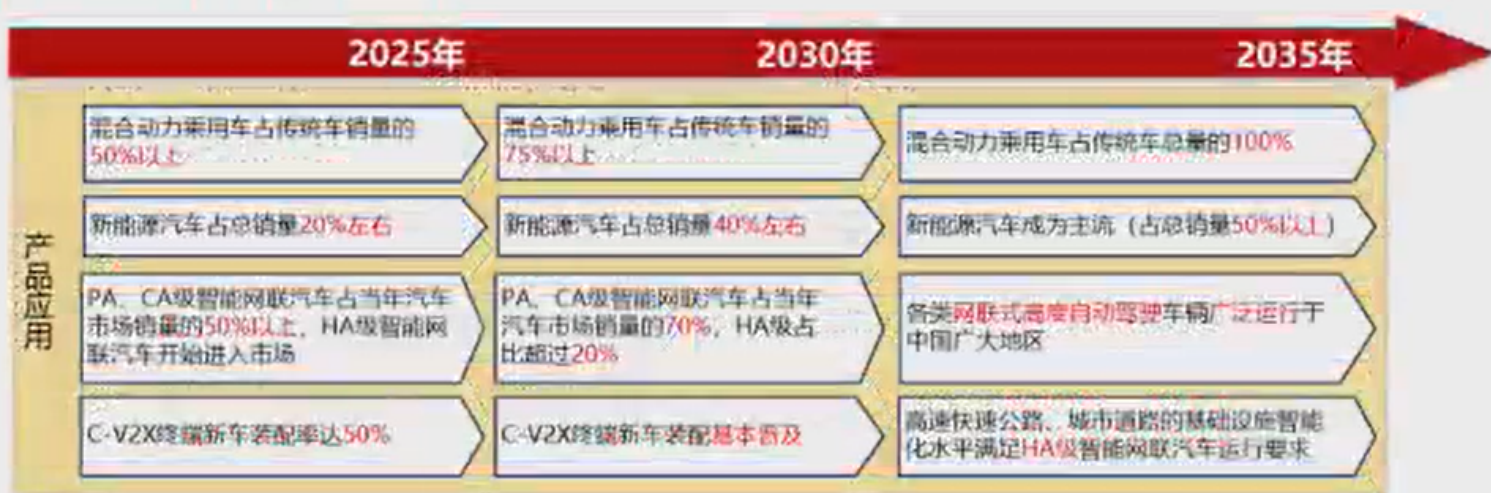 2025年
2030年
2035年
产品应用
混合动力乘用车占传统车销量的
50%以上
混合动力乘用车占传统车销量的
75%以上
混合动力乘用车占传统车总量的100%
新能源汽车占总销量20%左右
新能源汽车占总销量40%左右
新能源汽车成为主流（占总销量50%以上）
PA、CA级智能网联汽车占当年汽车
市场销量的50%以上，HA级智能网
联汽车开始进入市场
PA、CA级智能网联汽车占当年
汽车市场销量的70%，HA级占
比超过20%
各类网联式高度自动驾驶车辆广泛运行于
中国广大地区
C-V2X终端新车装配率达50%
C-V2X终端新车装配基本普及
高速快速公路、城市道路的基础设施智能
化水平满足HA级智能网联汽车运行要求